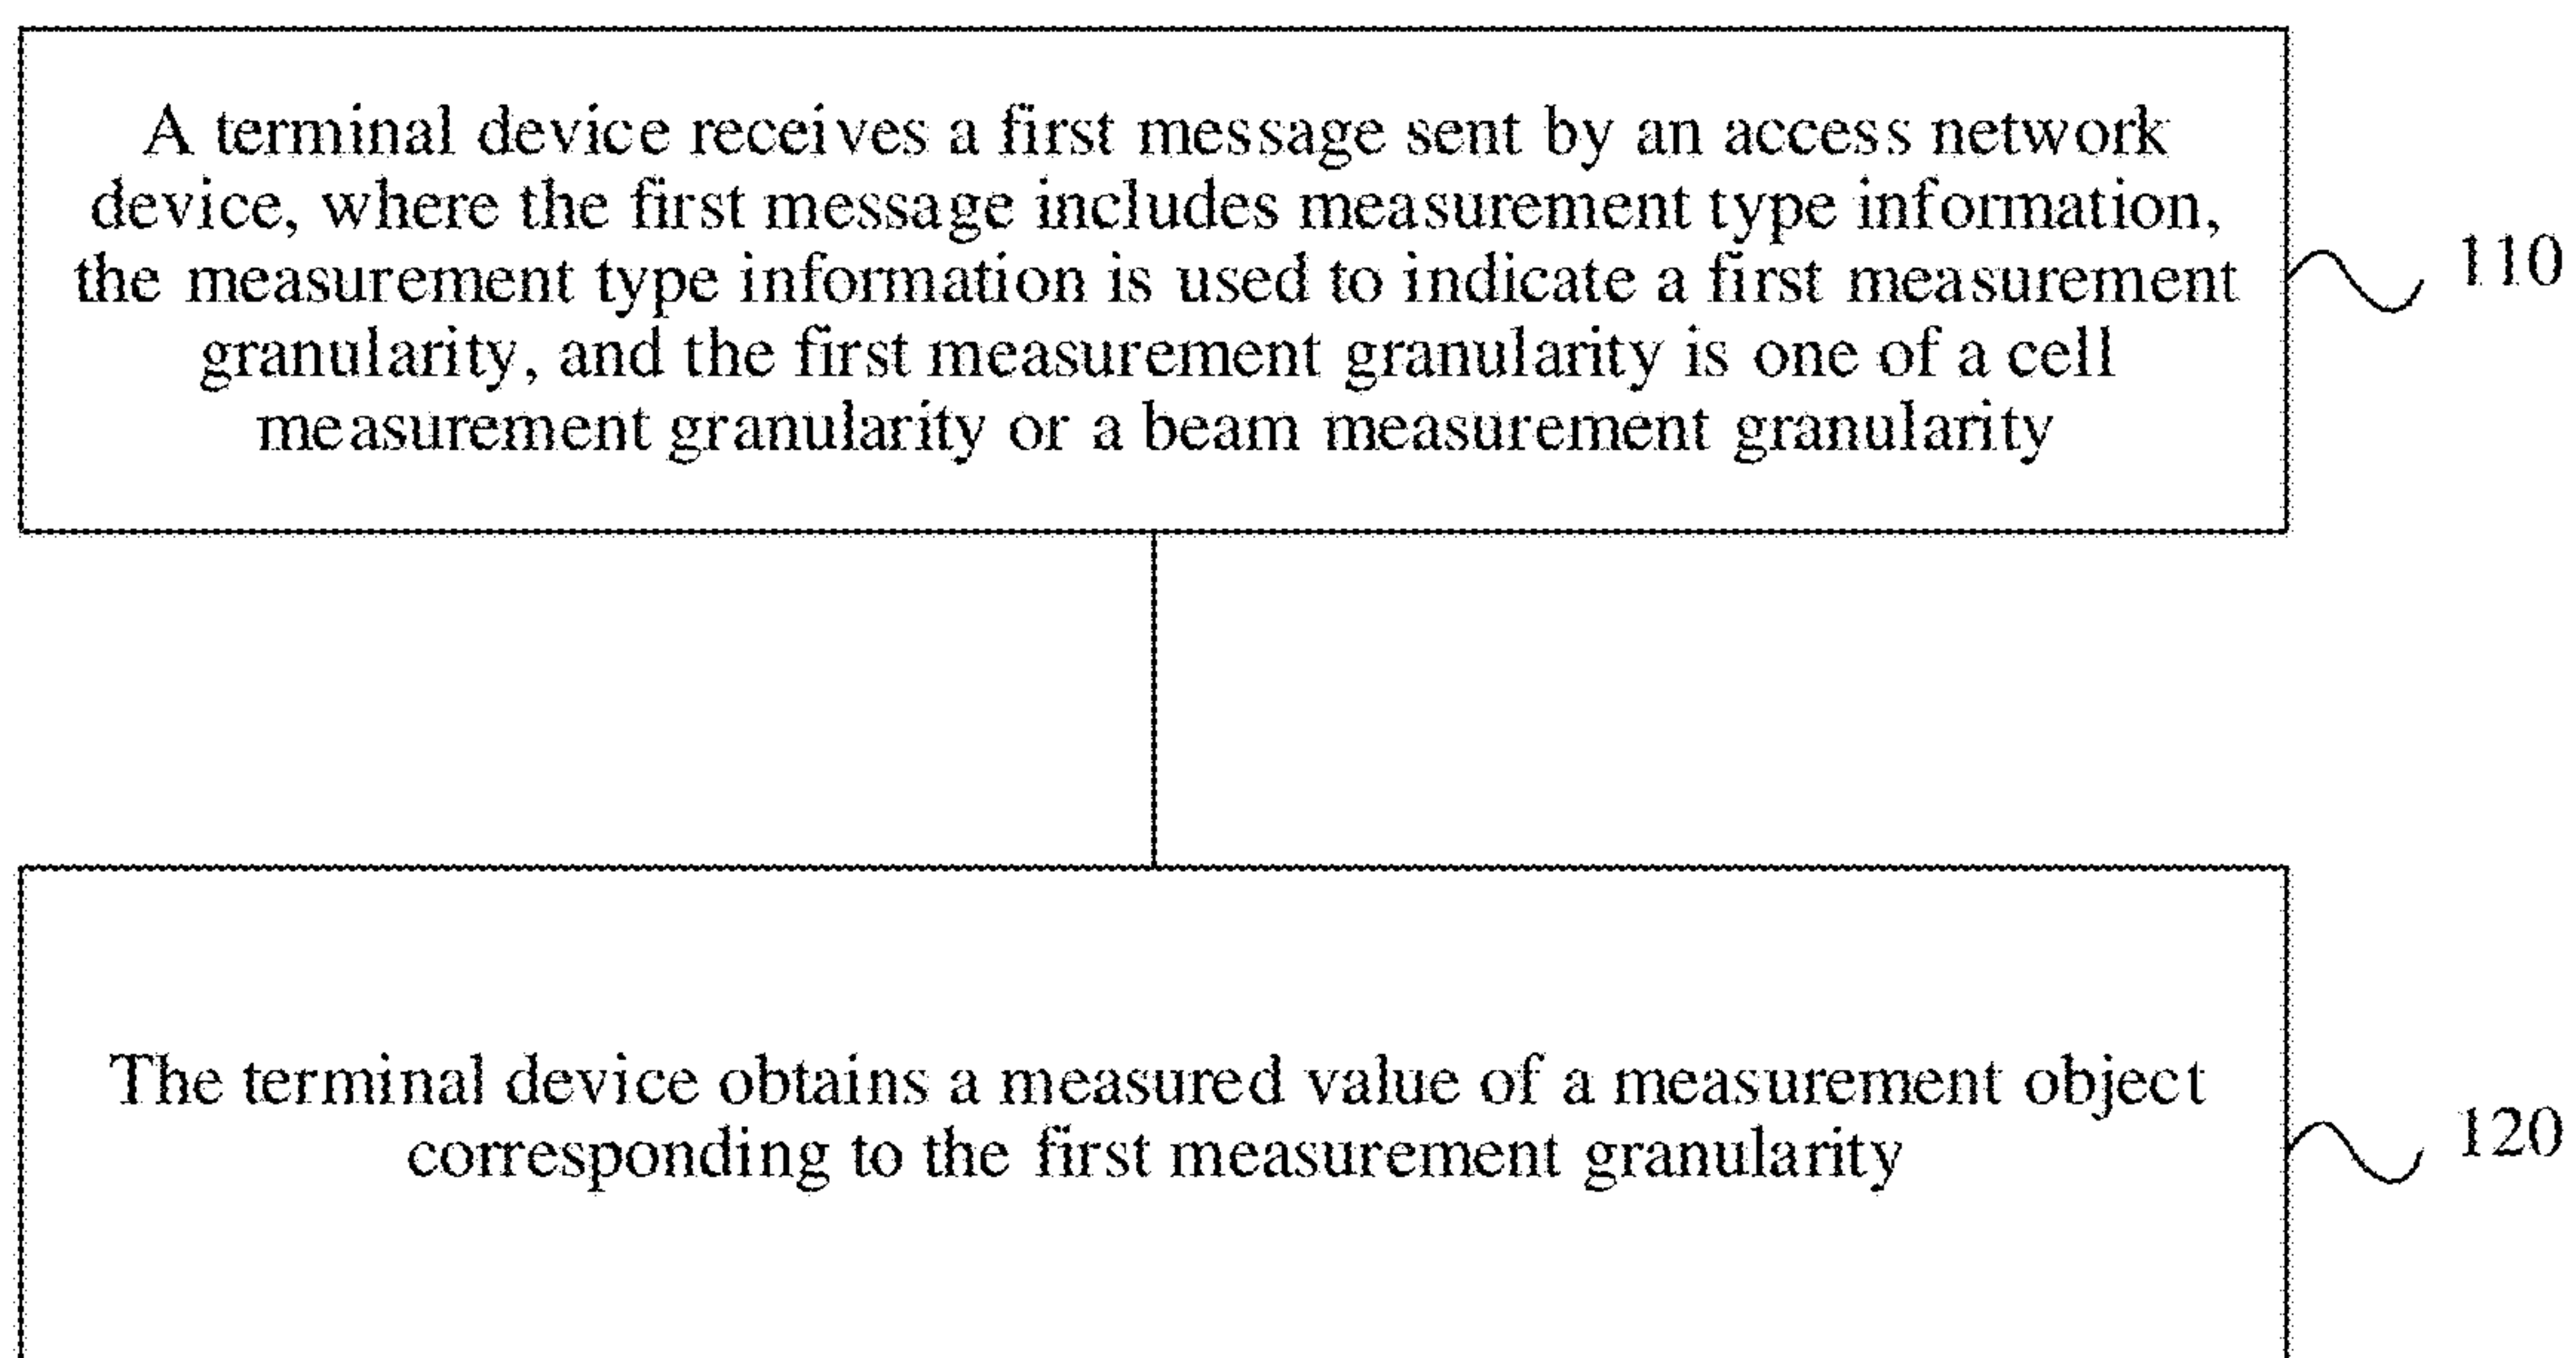 A terminal device receives a first message sent by an access network
device, where the first message includes measurement type information,
the measurement type information is used to indicate a first measurement
granularity, and the first measurement granularity is one of a cell
measurement granularity or a beam measurement granularity
110
The terminal device obtains a measured value of a measurement object
corresponding to the first measurement granularity
120